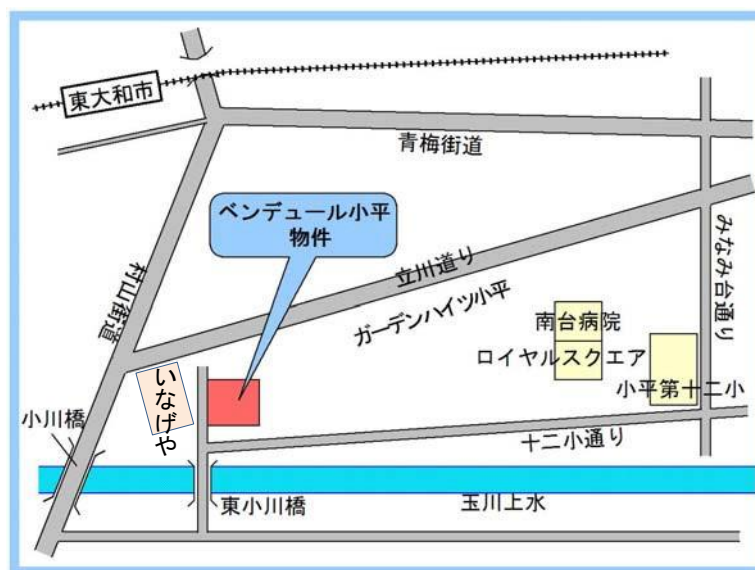 東大和市
青梅街道
ベンデュール小平
物件
立川道り
ガーデンハイツ小平
村山街道
みなみ台通り
南台病院
ロイヤルスクエア
小平第十二小
いなげや
小川橋
十二小通り
東小川橋
玉川上水